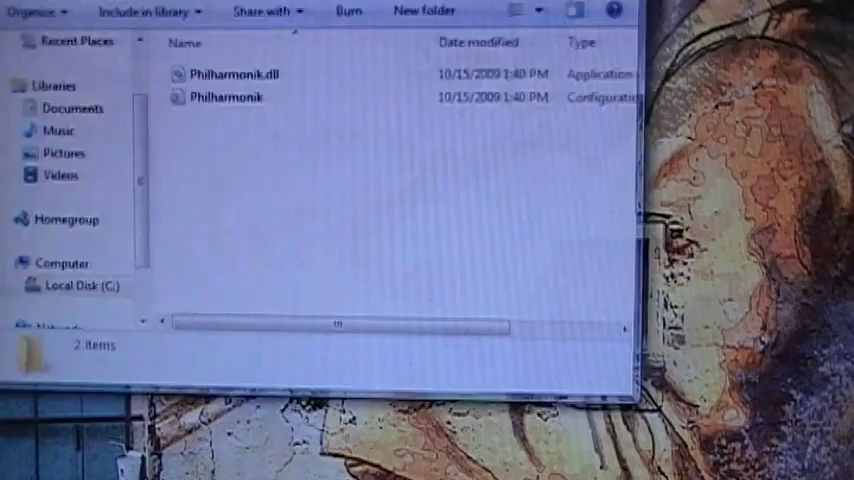 Organize Include in library Share with Burn New folder
Recent Places
Name Date modified Type
Philharmonik.dll 10/15/2009 1:40 PM Application
Philharmonik 10/15/2009 1:40 PM Configuratio
Libraries
Documents
Music
Pictures
Videos
Homegroup
Computer
Local Disk (C:)
2 items